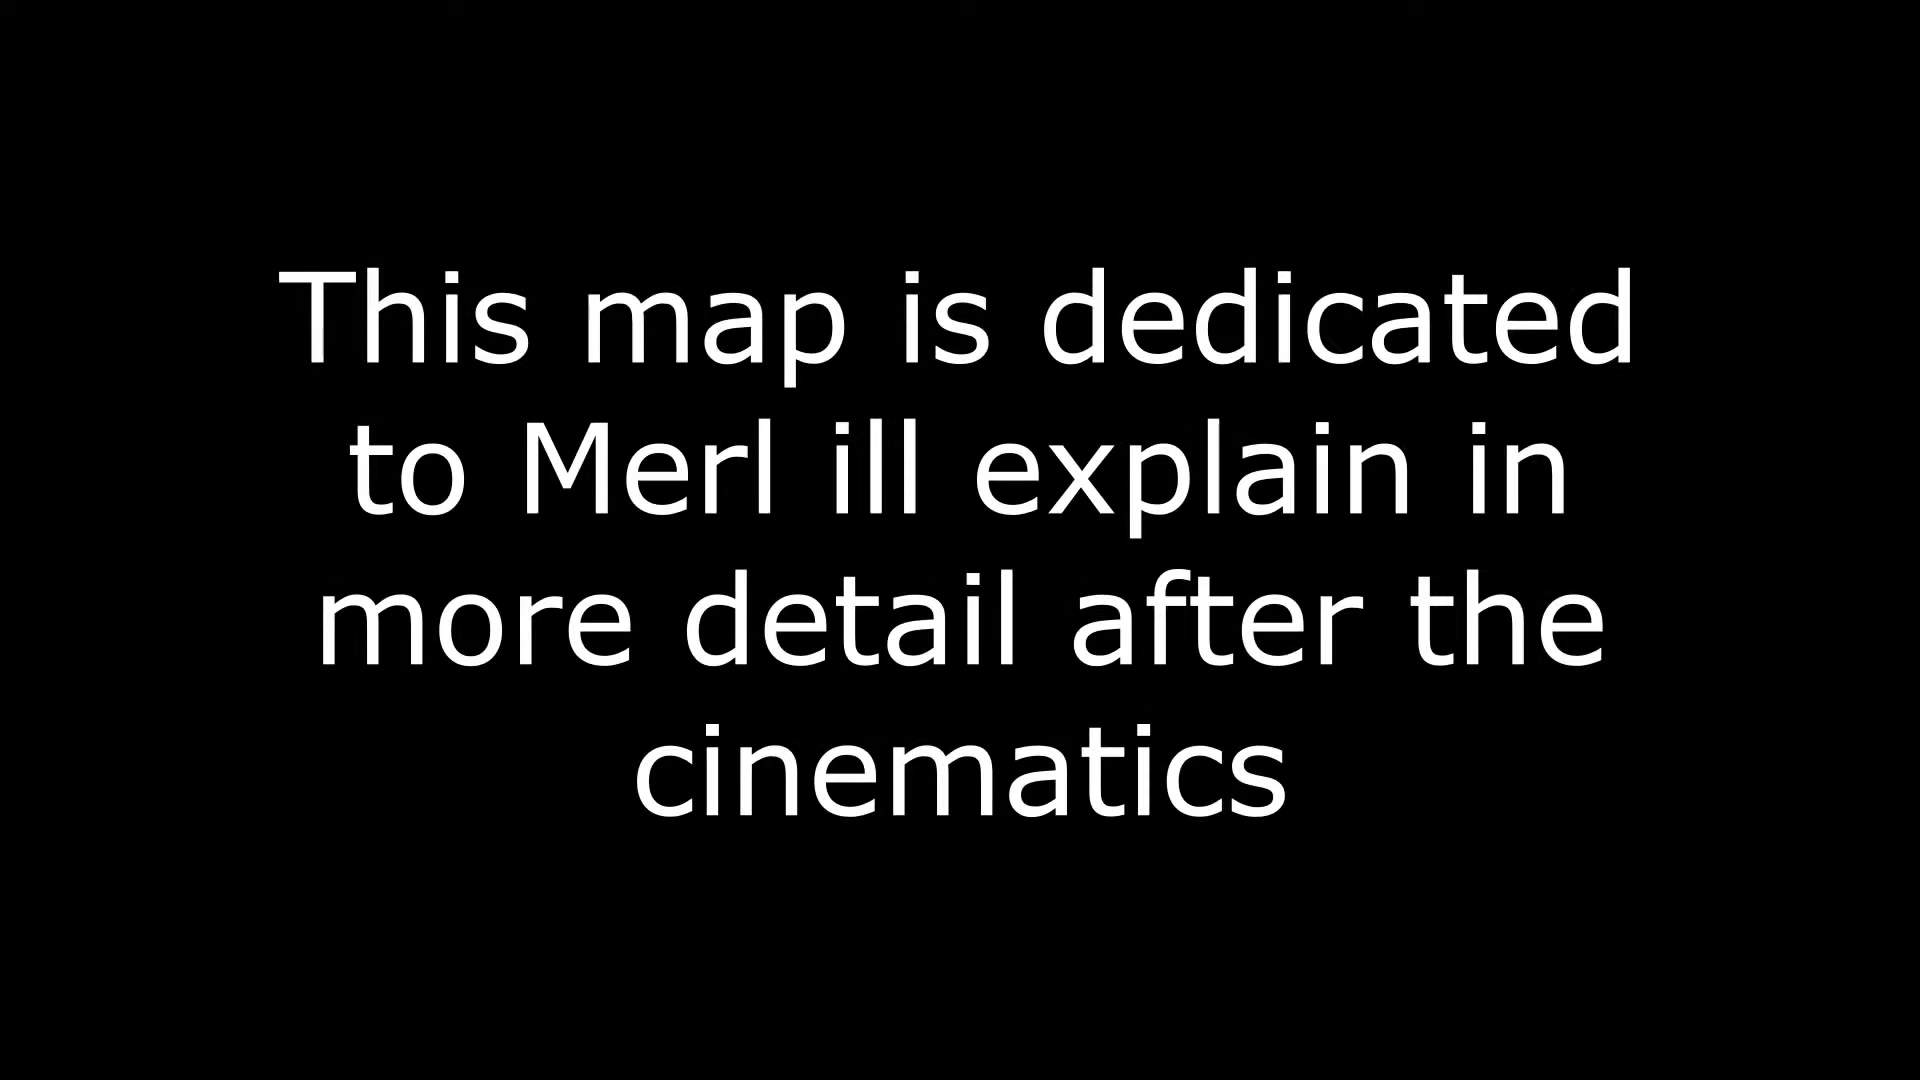 This map is dedicated
to Merl ill explain in
more detail after the
cinematics